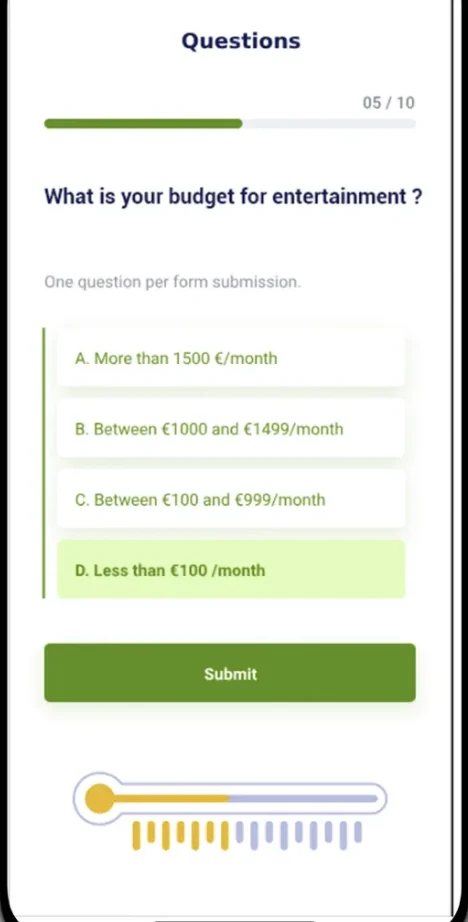 Questions
05 / 10
What is your budget for entertainment ?
One question per form submission.
A. More than 1500 €/month
B. Between €1000 and €1499/month
C. Between €100 and €999/month
D. Less than €100 /month
Submit